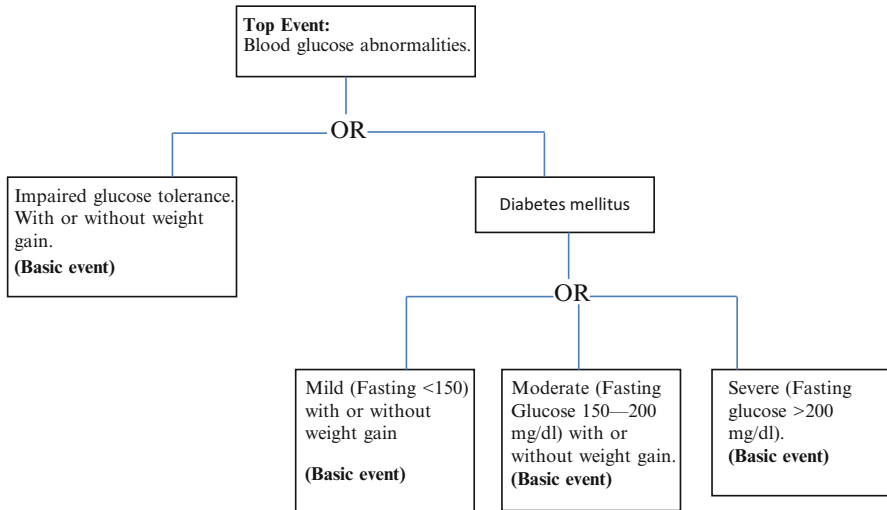 Top Event:
Blood glucose abnormalities.
OR
Impaired glucose tolerance.
With or without weight
gain.
(Basic event)
Diabetes mellitus
OR
Mild (Fasting <150)
with or without
weight gain
(Basic event)
Moderate (Fasting
Glucose 150—200
mg/dl) with or
without weight gain.
(Basic event)
Severe (Fasting
glucose >200
mg/dl).
(Basic event)